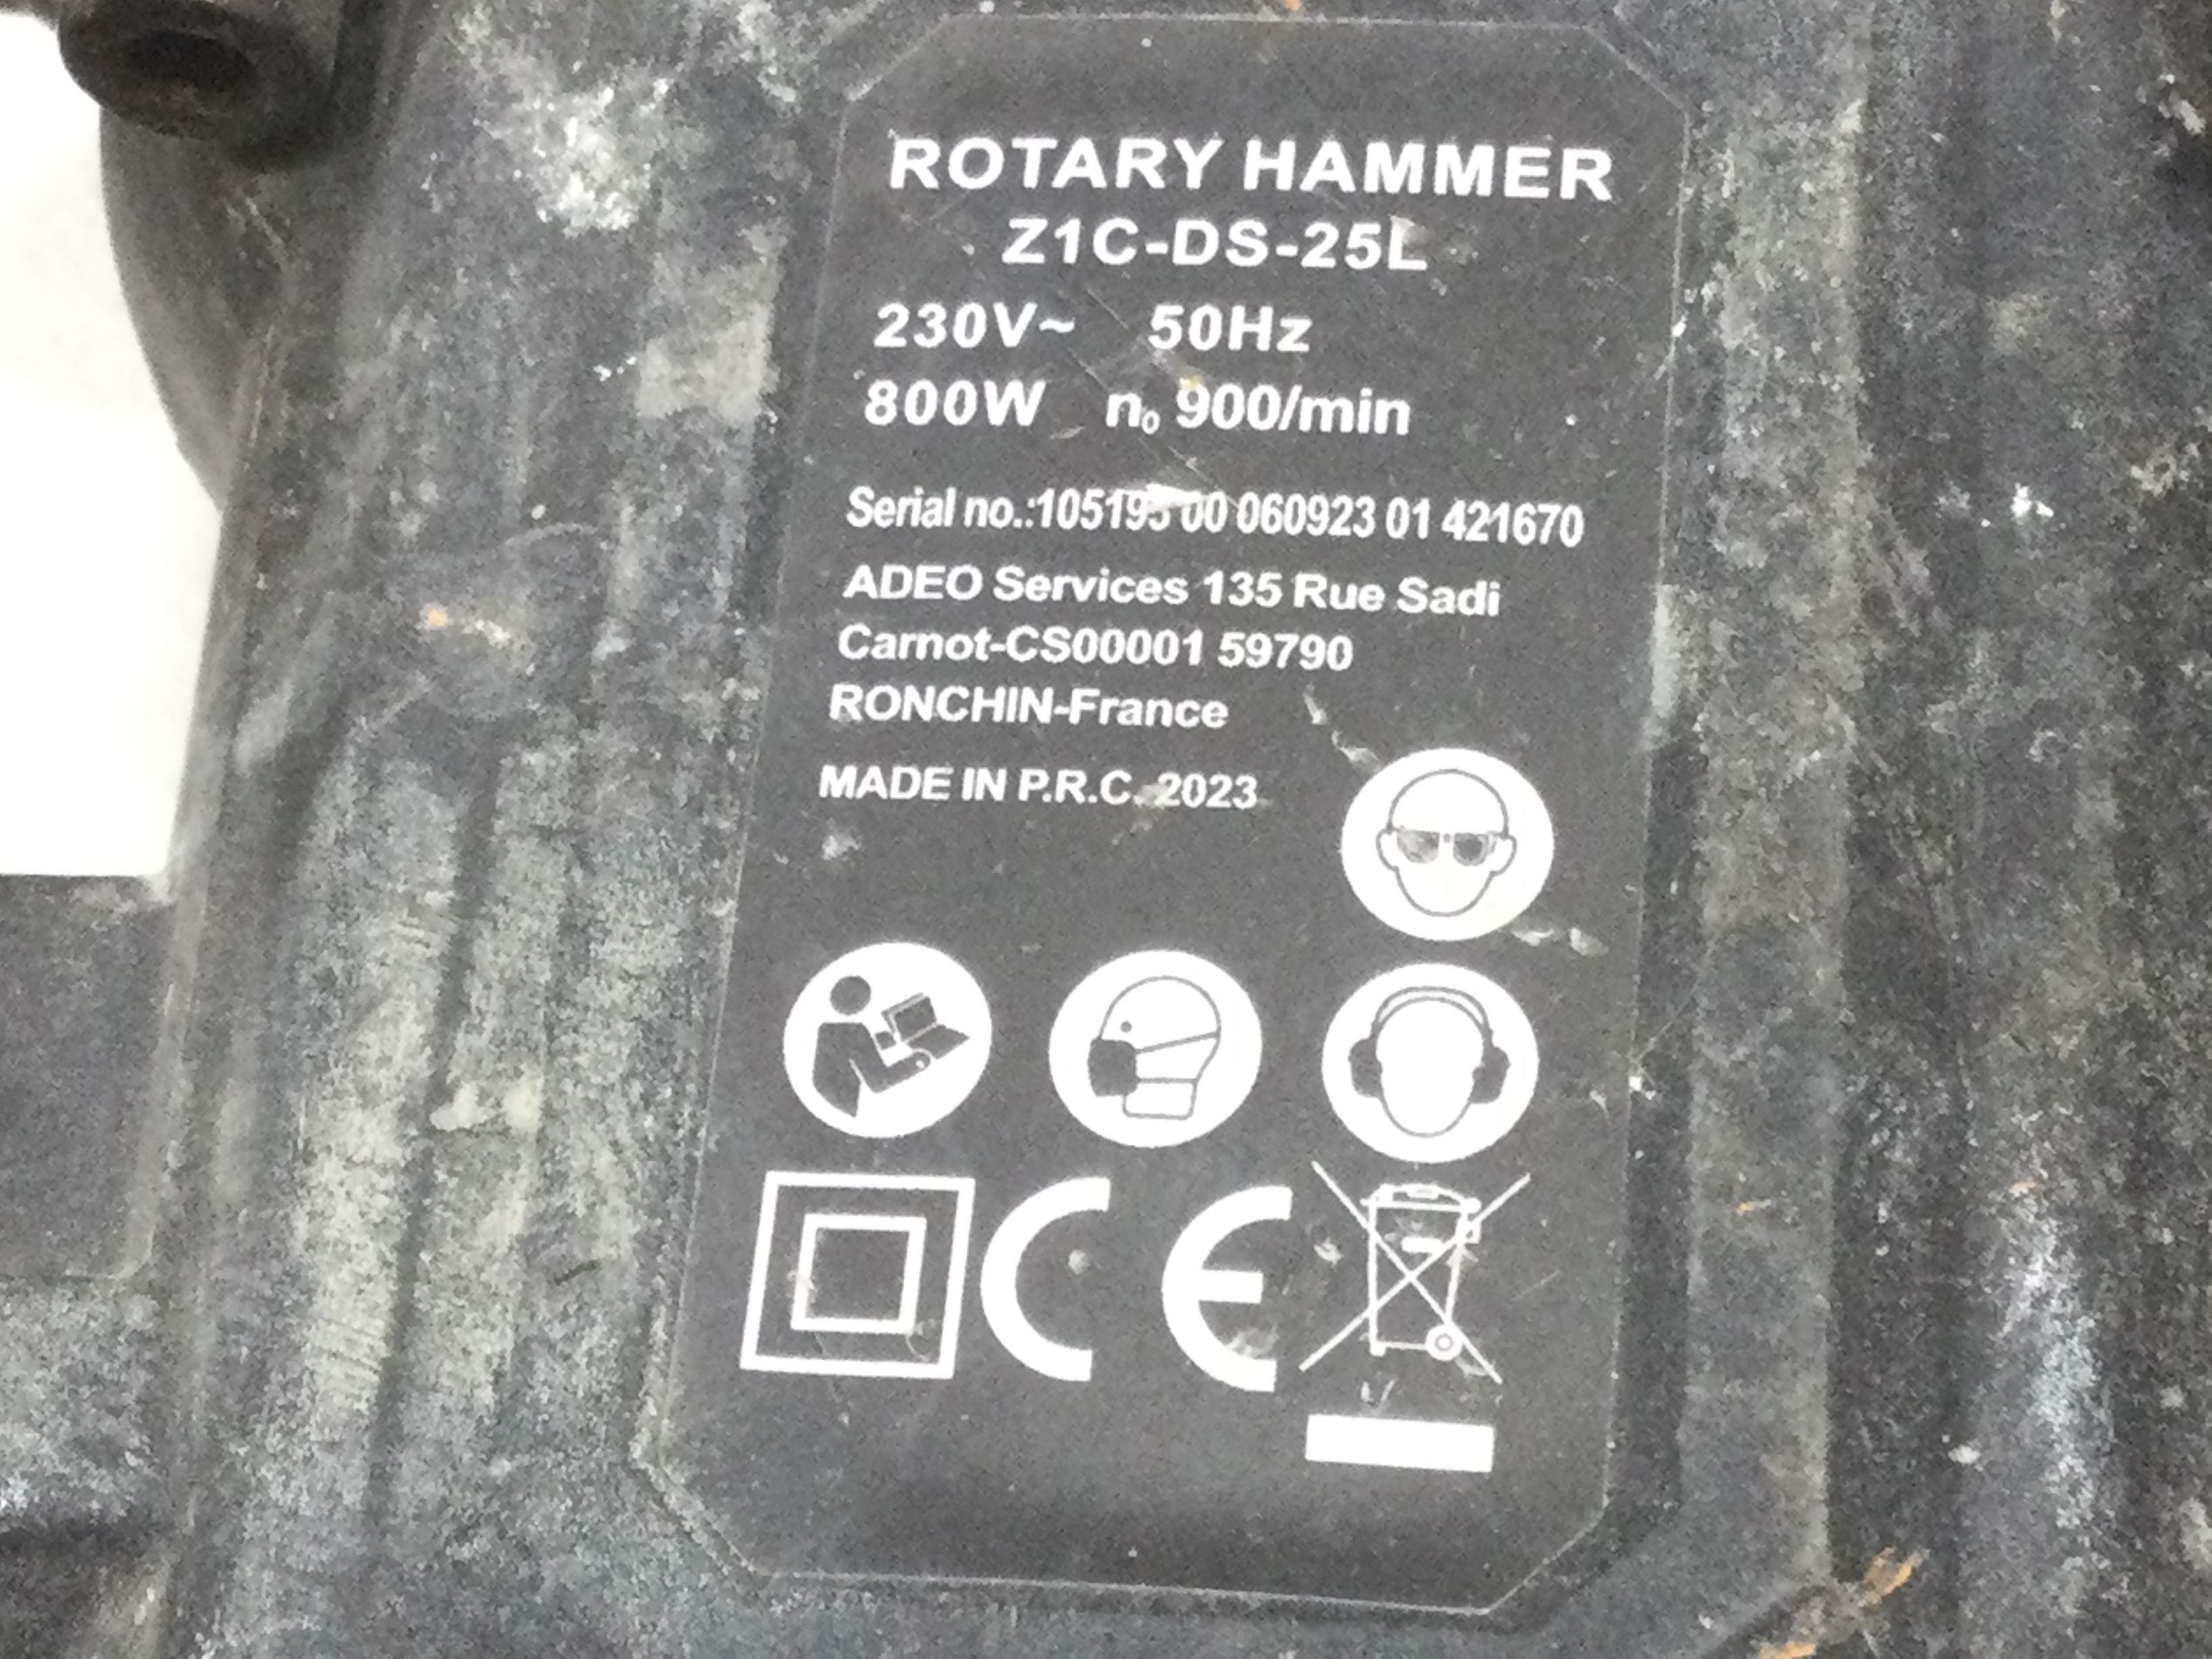 ROTARY HAMMER
Z1C-DS-25L
230V~ 50Hz
800W n₀ 900/min
Serial no.:105195 00 060923 01 421670
ADEO Services 135 Rue Sadi
Carnot-CS00001 59790
RONCHIN-France
MADE IN P.R.C. 2023
CE